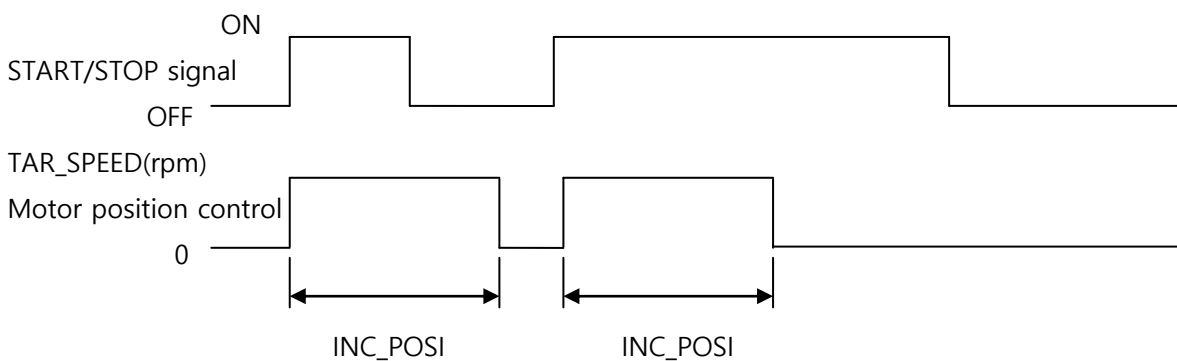 ON
START/STOP signal
OFF
TAR_SPEED(rpm)
Motor position control
0
INC_POSI INC_POSI